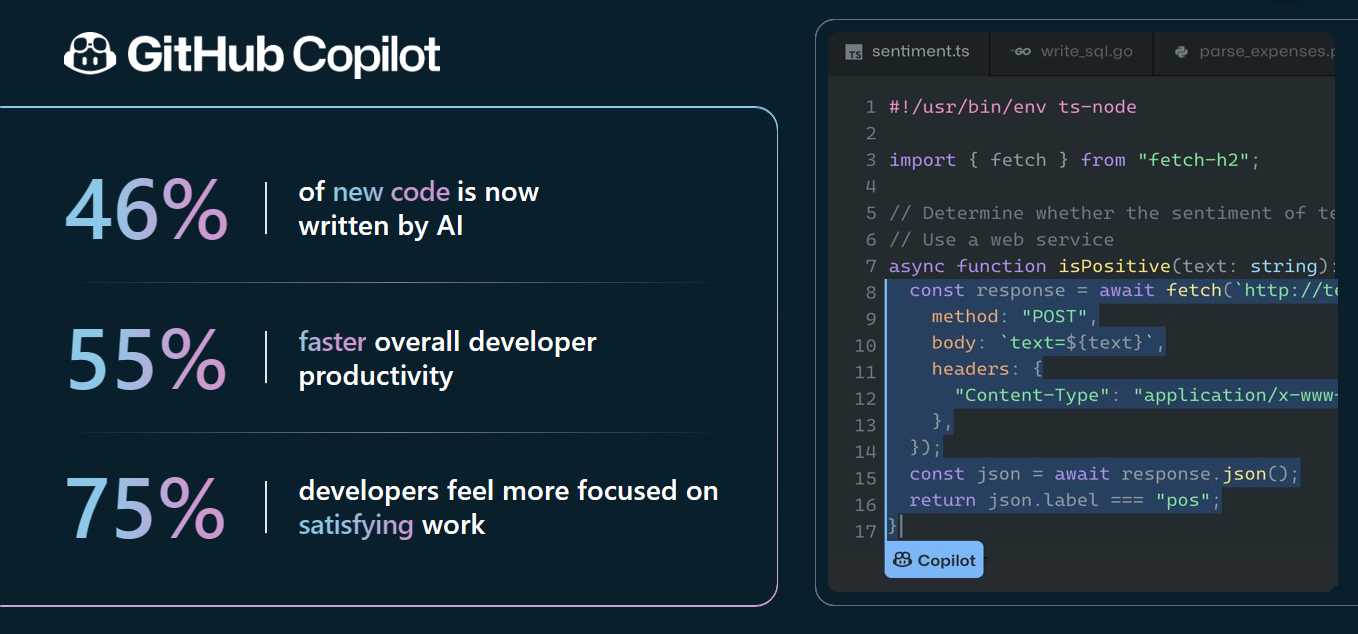 GitHub Copilot
46%
of new code is now
written by AI
55%
faster overall developer
productivity
75%
developers feel more focused on
satisfying work
TS sentiment.ts
GO write_sql.go
parse_expenses.p
1 #!/usr/bin/env ts-node
2
3 import { fetch } from "fetch-h2";
4
5 // Determine whether the sentiment of te
6 // Use a web service
7 async function isPositive(text: string):
8 const response = await fetch(`http://te
9 method: "POST",
10 body: `text=${text}`,
11 headers: {
12 "Content-Type": "application/x-www-
13 },
14 });
15 const json = await response.json();
16 return json.label === "pos";
17 }
Copilot